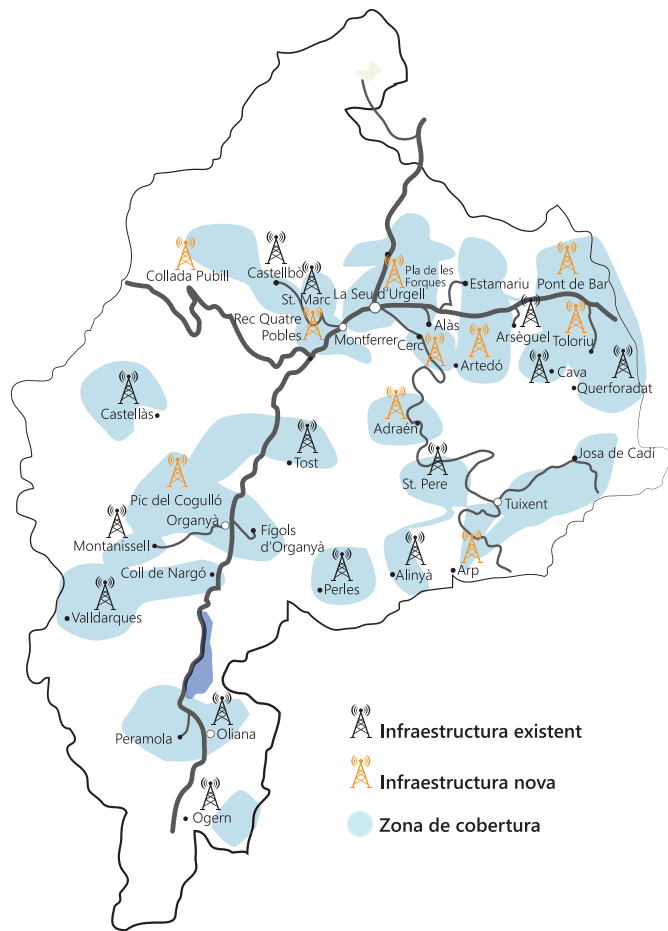 Collada Pubill
Castellbò
St. Marc
Pla de les
Forques
La Seu d'Urgell
Estamariu
Pont de Bar
Rec Quatre
Pobles
Montferrer
Alàs
Cerc
Arsèguel
Toloriu
Artedó
Cava
Querforadat
Castellàs
Adraén
Tost
St. Pere
Josa de Cadí
Pic del Cogulló
Organyà
Tuixent
Fígols
d'Organyà
Montanissell
Coll de Nargó
Alinyà
Arp
Perles
Valldarques
Peramola
Oliana
Ogern
Infraestructura existent
Infraestructura nova
Zona de cobertura